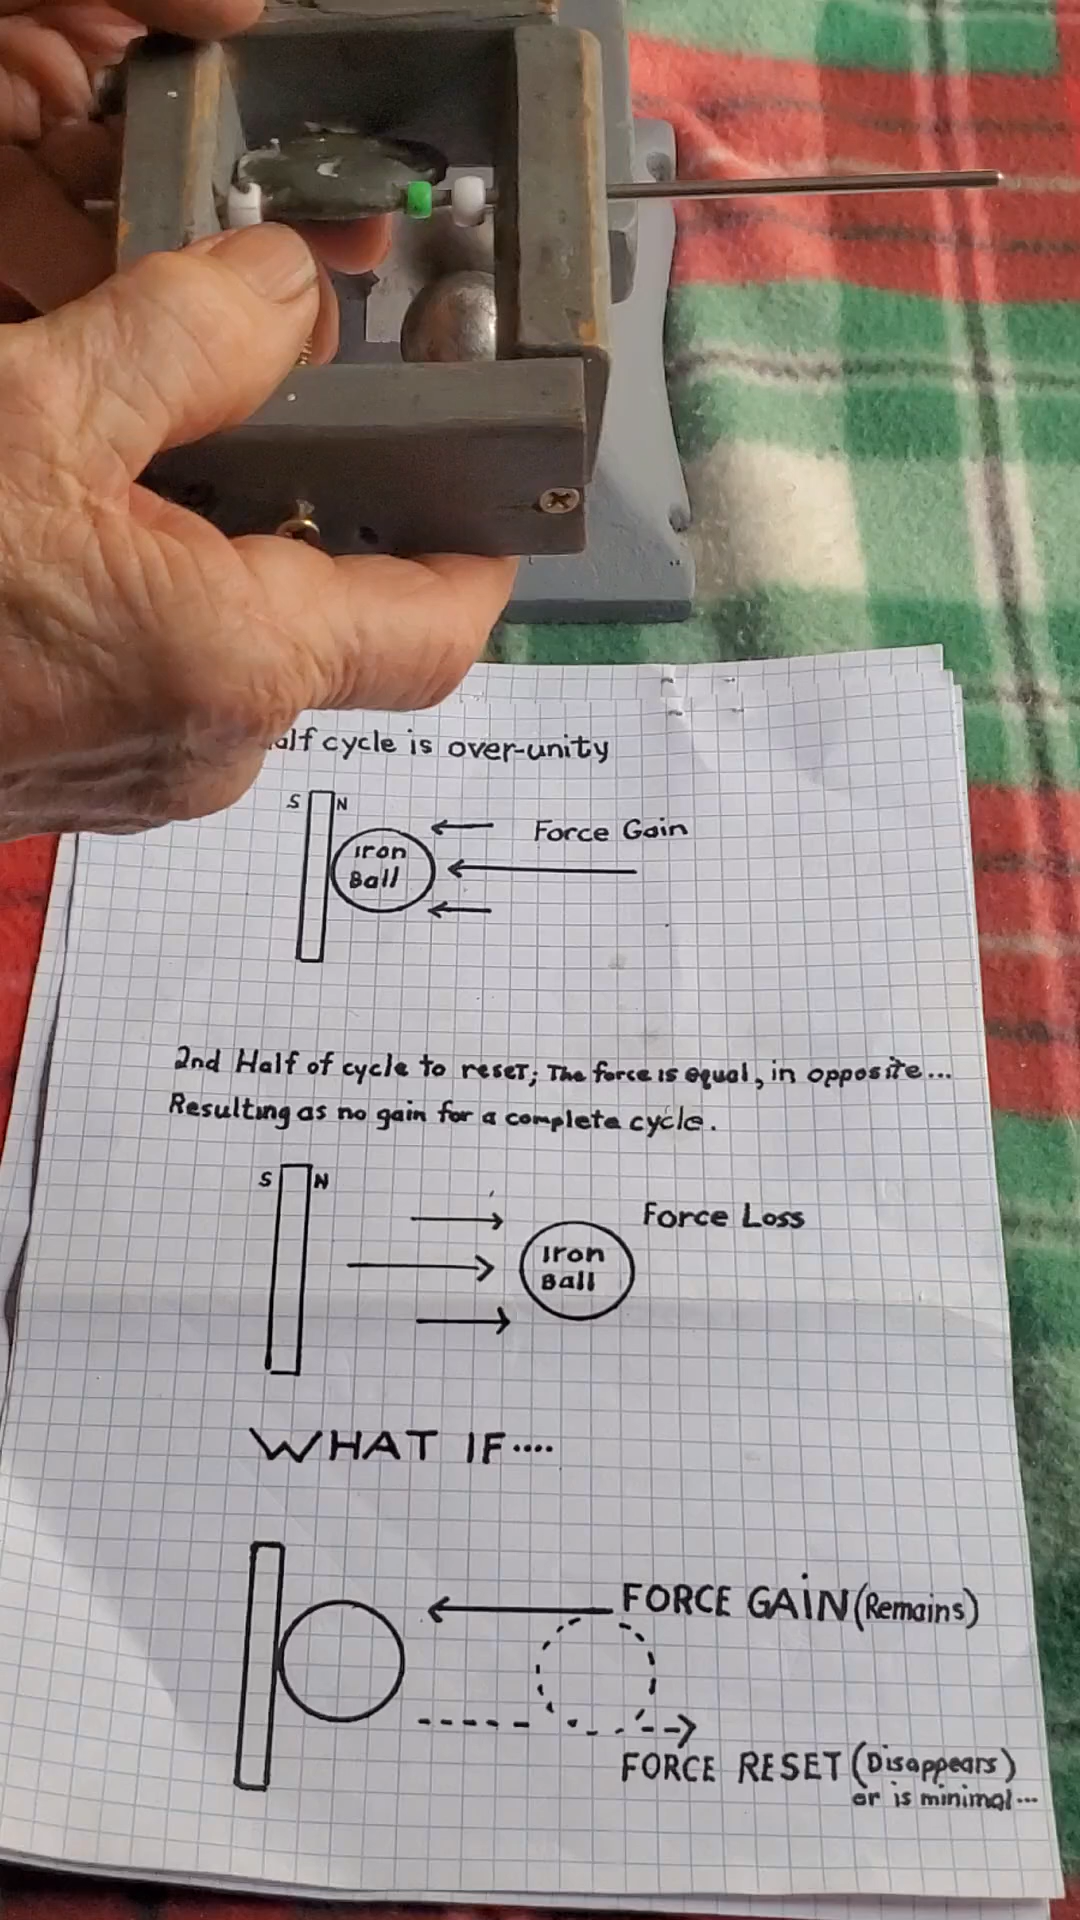 cycle is over-unity
S N
Force Gain
Iron
Ball
2nd Half of cycle to reset; The force is equal, in opposite...
Resulting as no gain for a complete cycle.
S N
Force Loss
Iron
Ball
WHAT IF....
FORCE GAIN (Remains)
FORCE RESET (Disappears)
or is minimal...